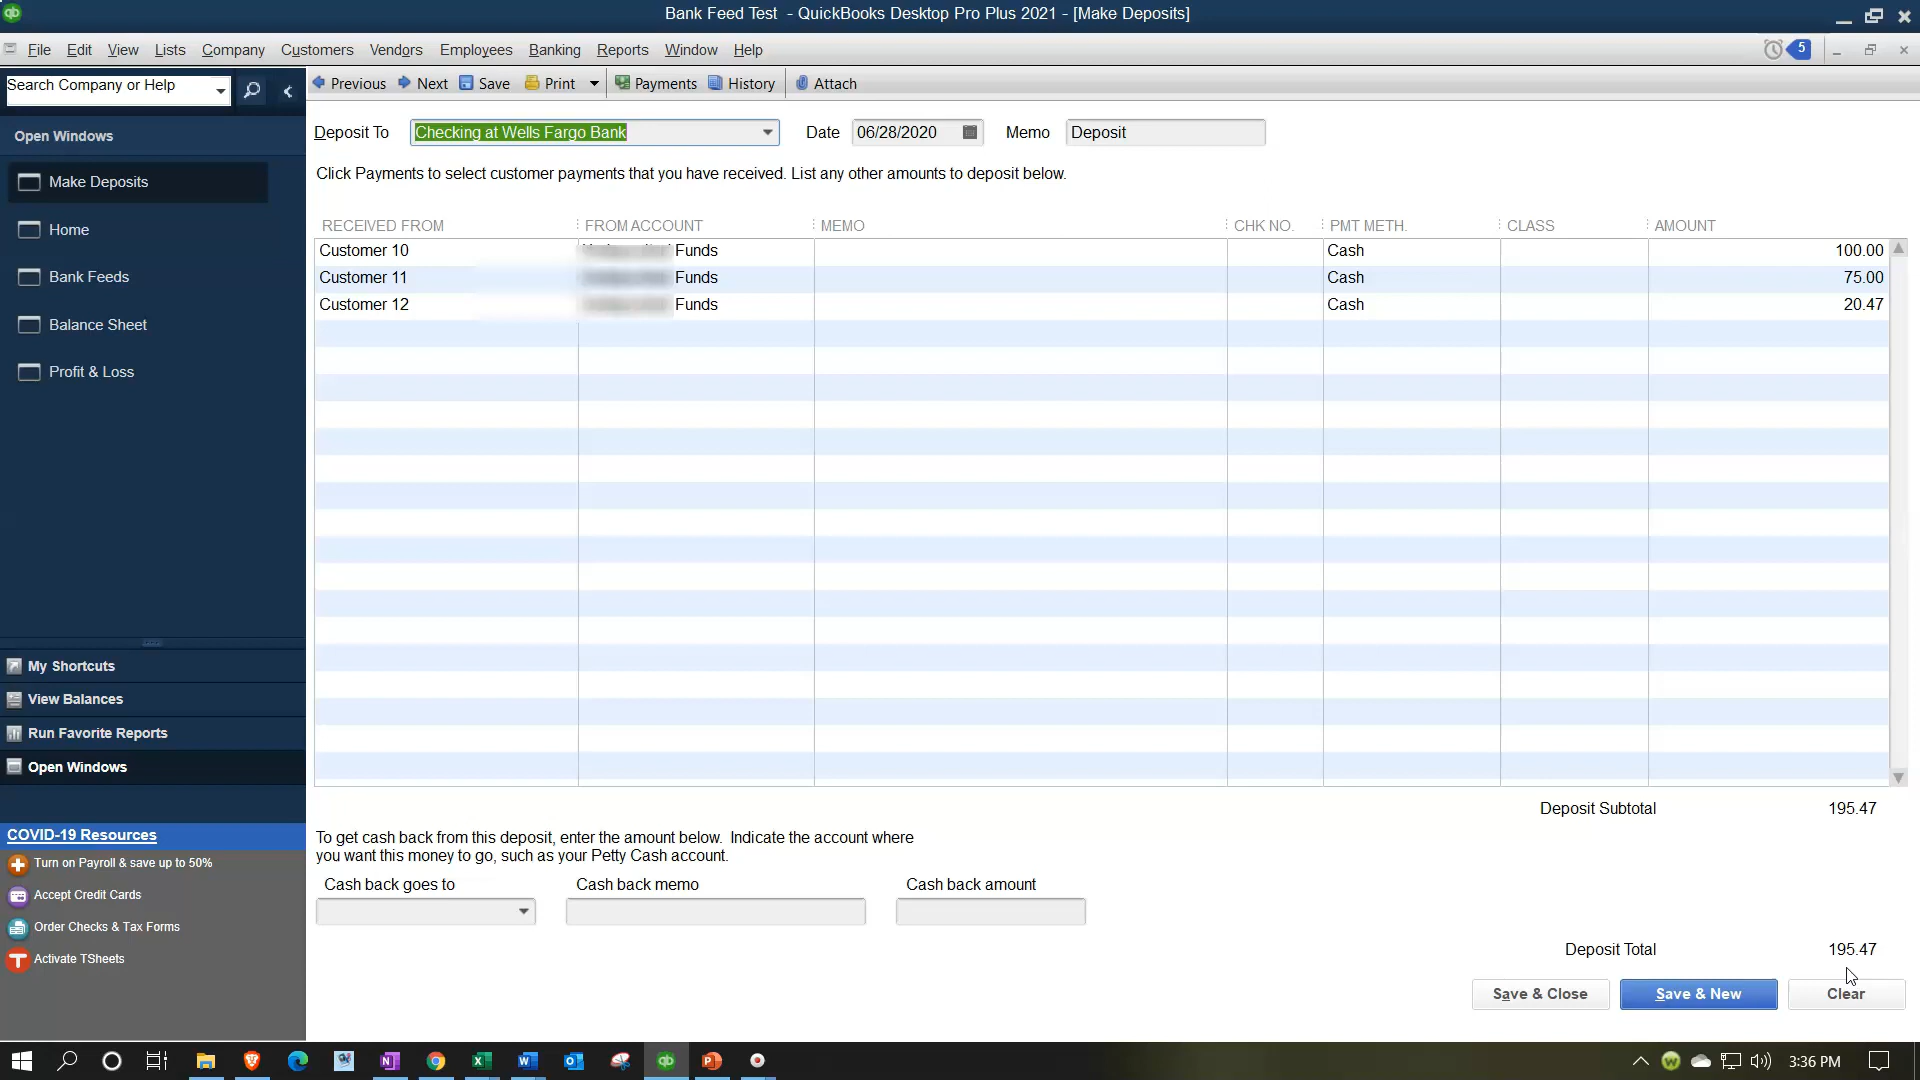 Bank Feed Test - QuickBooks Desktop Pro Plus 2021 - [Make Deposits]
File Edit View Lists Company Customers Vendors Employees Banking Reports Window Help 5
Search Company or Help
Previous Next Save Print Payments History Attach
Open Windows
Make Deposits
Home
Bank Feeds
Balance Sheet
Profit & Loss
My Shortcuts
View Balances
Run Favorite Reports
Open Windows
COVID-19 Resources
Turn on Payroll & save up to 50%
Accept Credit Cards
Order Checks & Tax Forms
Activate TSheets
Deposit To Checking at Wells Fargo Bank Date 06/28/2020 Memo Deposit
Click Payments to select customer payments that you have received. List any other amounts to deposit below.
RECEIVED FROM FROM ACCOUNT MEMO CHK NO. PMT METH. CLASS AMOUNT
Customer 10 Funds Cash 100.00
Customer 11 Funds Cash 75.00
Customer 12 Funds Cash 20.47
Deposit Subtotal 195.47
To get cash back from this deposit, enter the amount below. Indicate the account where
you want this money to go, such as your Petty Cash account.
Cash back goes to Cash back memo Cash back amount
Deposit Total 195.47
Save & Close Save & New Clear
3:36 PM